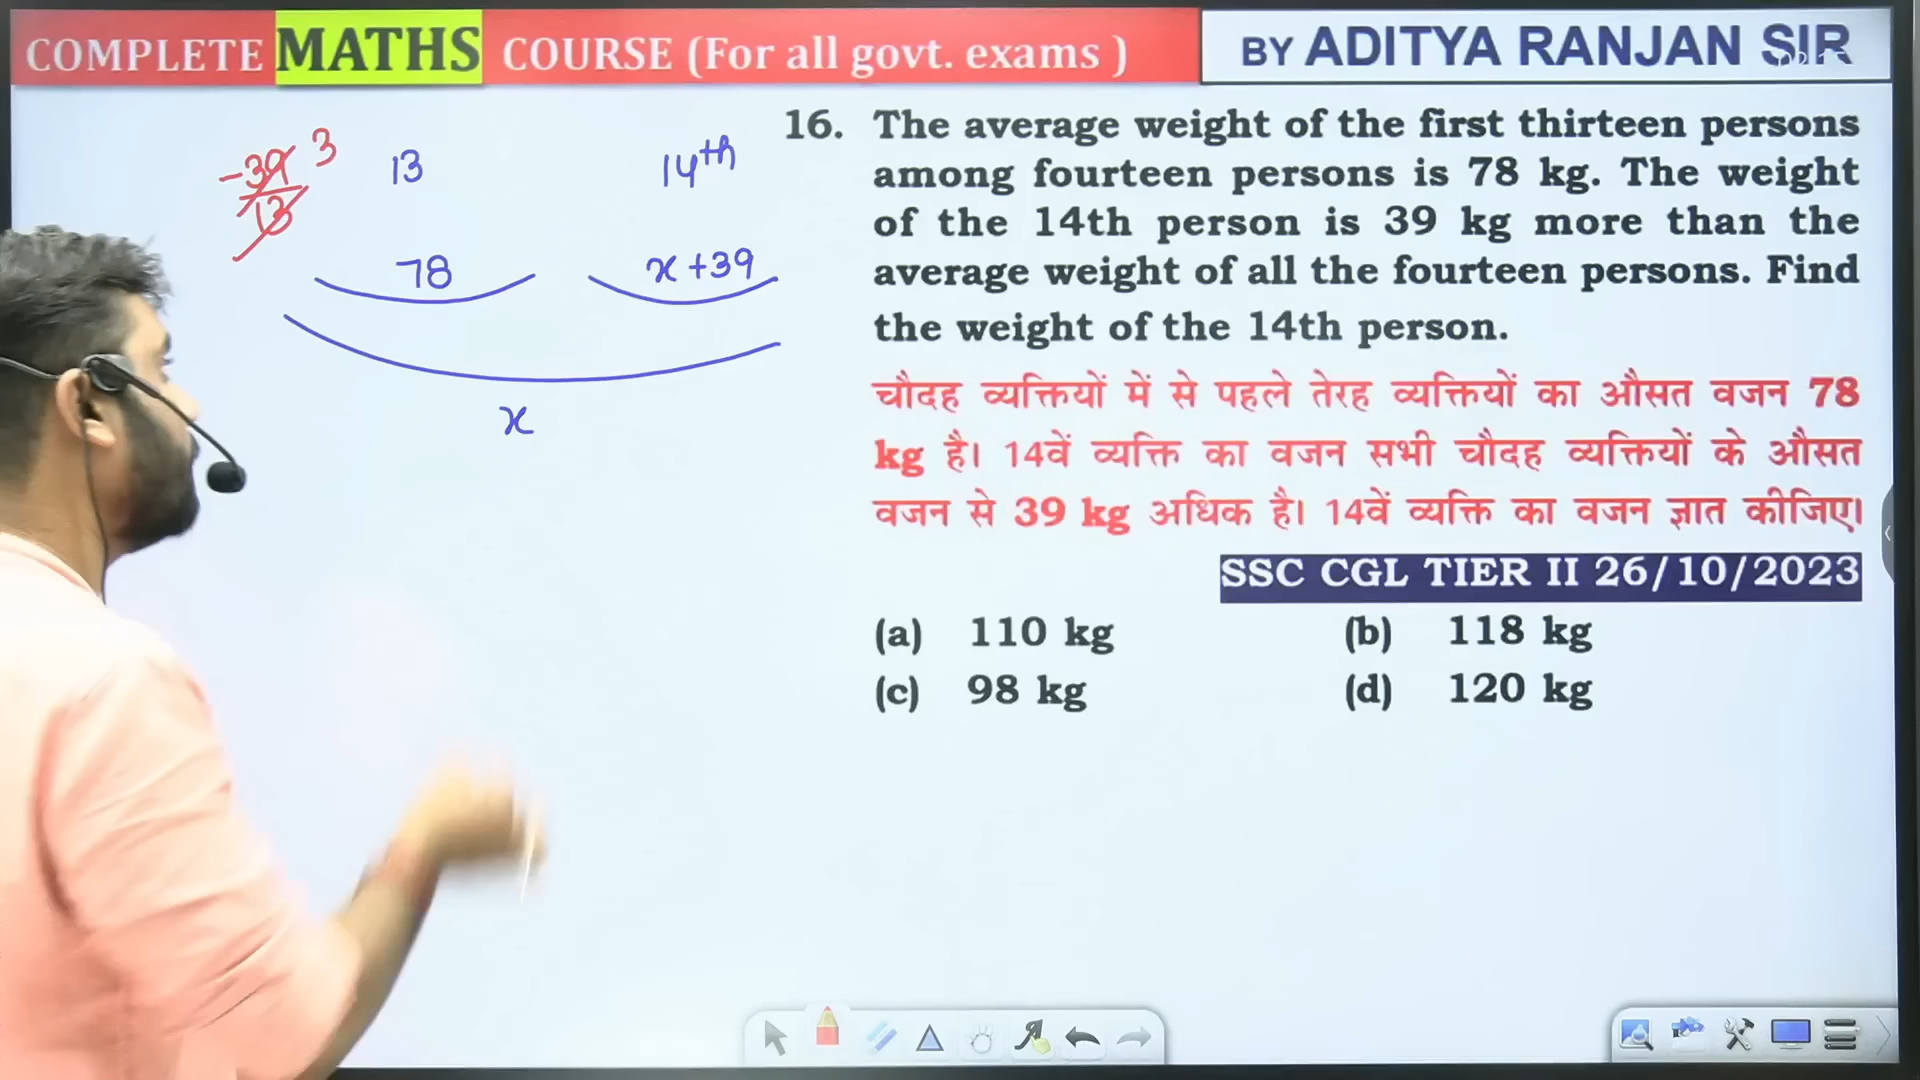 COMPLETE MATHS COURSE (For all govt. exams )
BY ADITYA RANJAN SIR
-39 3
13
13
14th
78
x+39
x
16. The average weight of the first thirteen persons
among fourteen persons is 78 kg. The weight
of the 14th person is 39 kg more than the
average weight of all the fourteen persons. Find
the weight of the 14th person.
चौदह व्यक्तियों में से पहले तेरह व्यक्तियों का औसत वजन 78
kg है। 14वें व्यक्ति का वजन सभी चौदह व्यक्तियों के औसत
वजन से 39 kg अधिक है। 14वें व्यक्ति का वजन ज्ञात कीजिए।
SSC CGL TIER II 26/10/2023
(a) 110 kg (b) 118 kg
(c) 98 kg (d) 120 kg